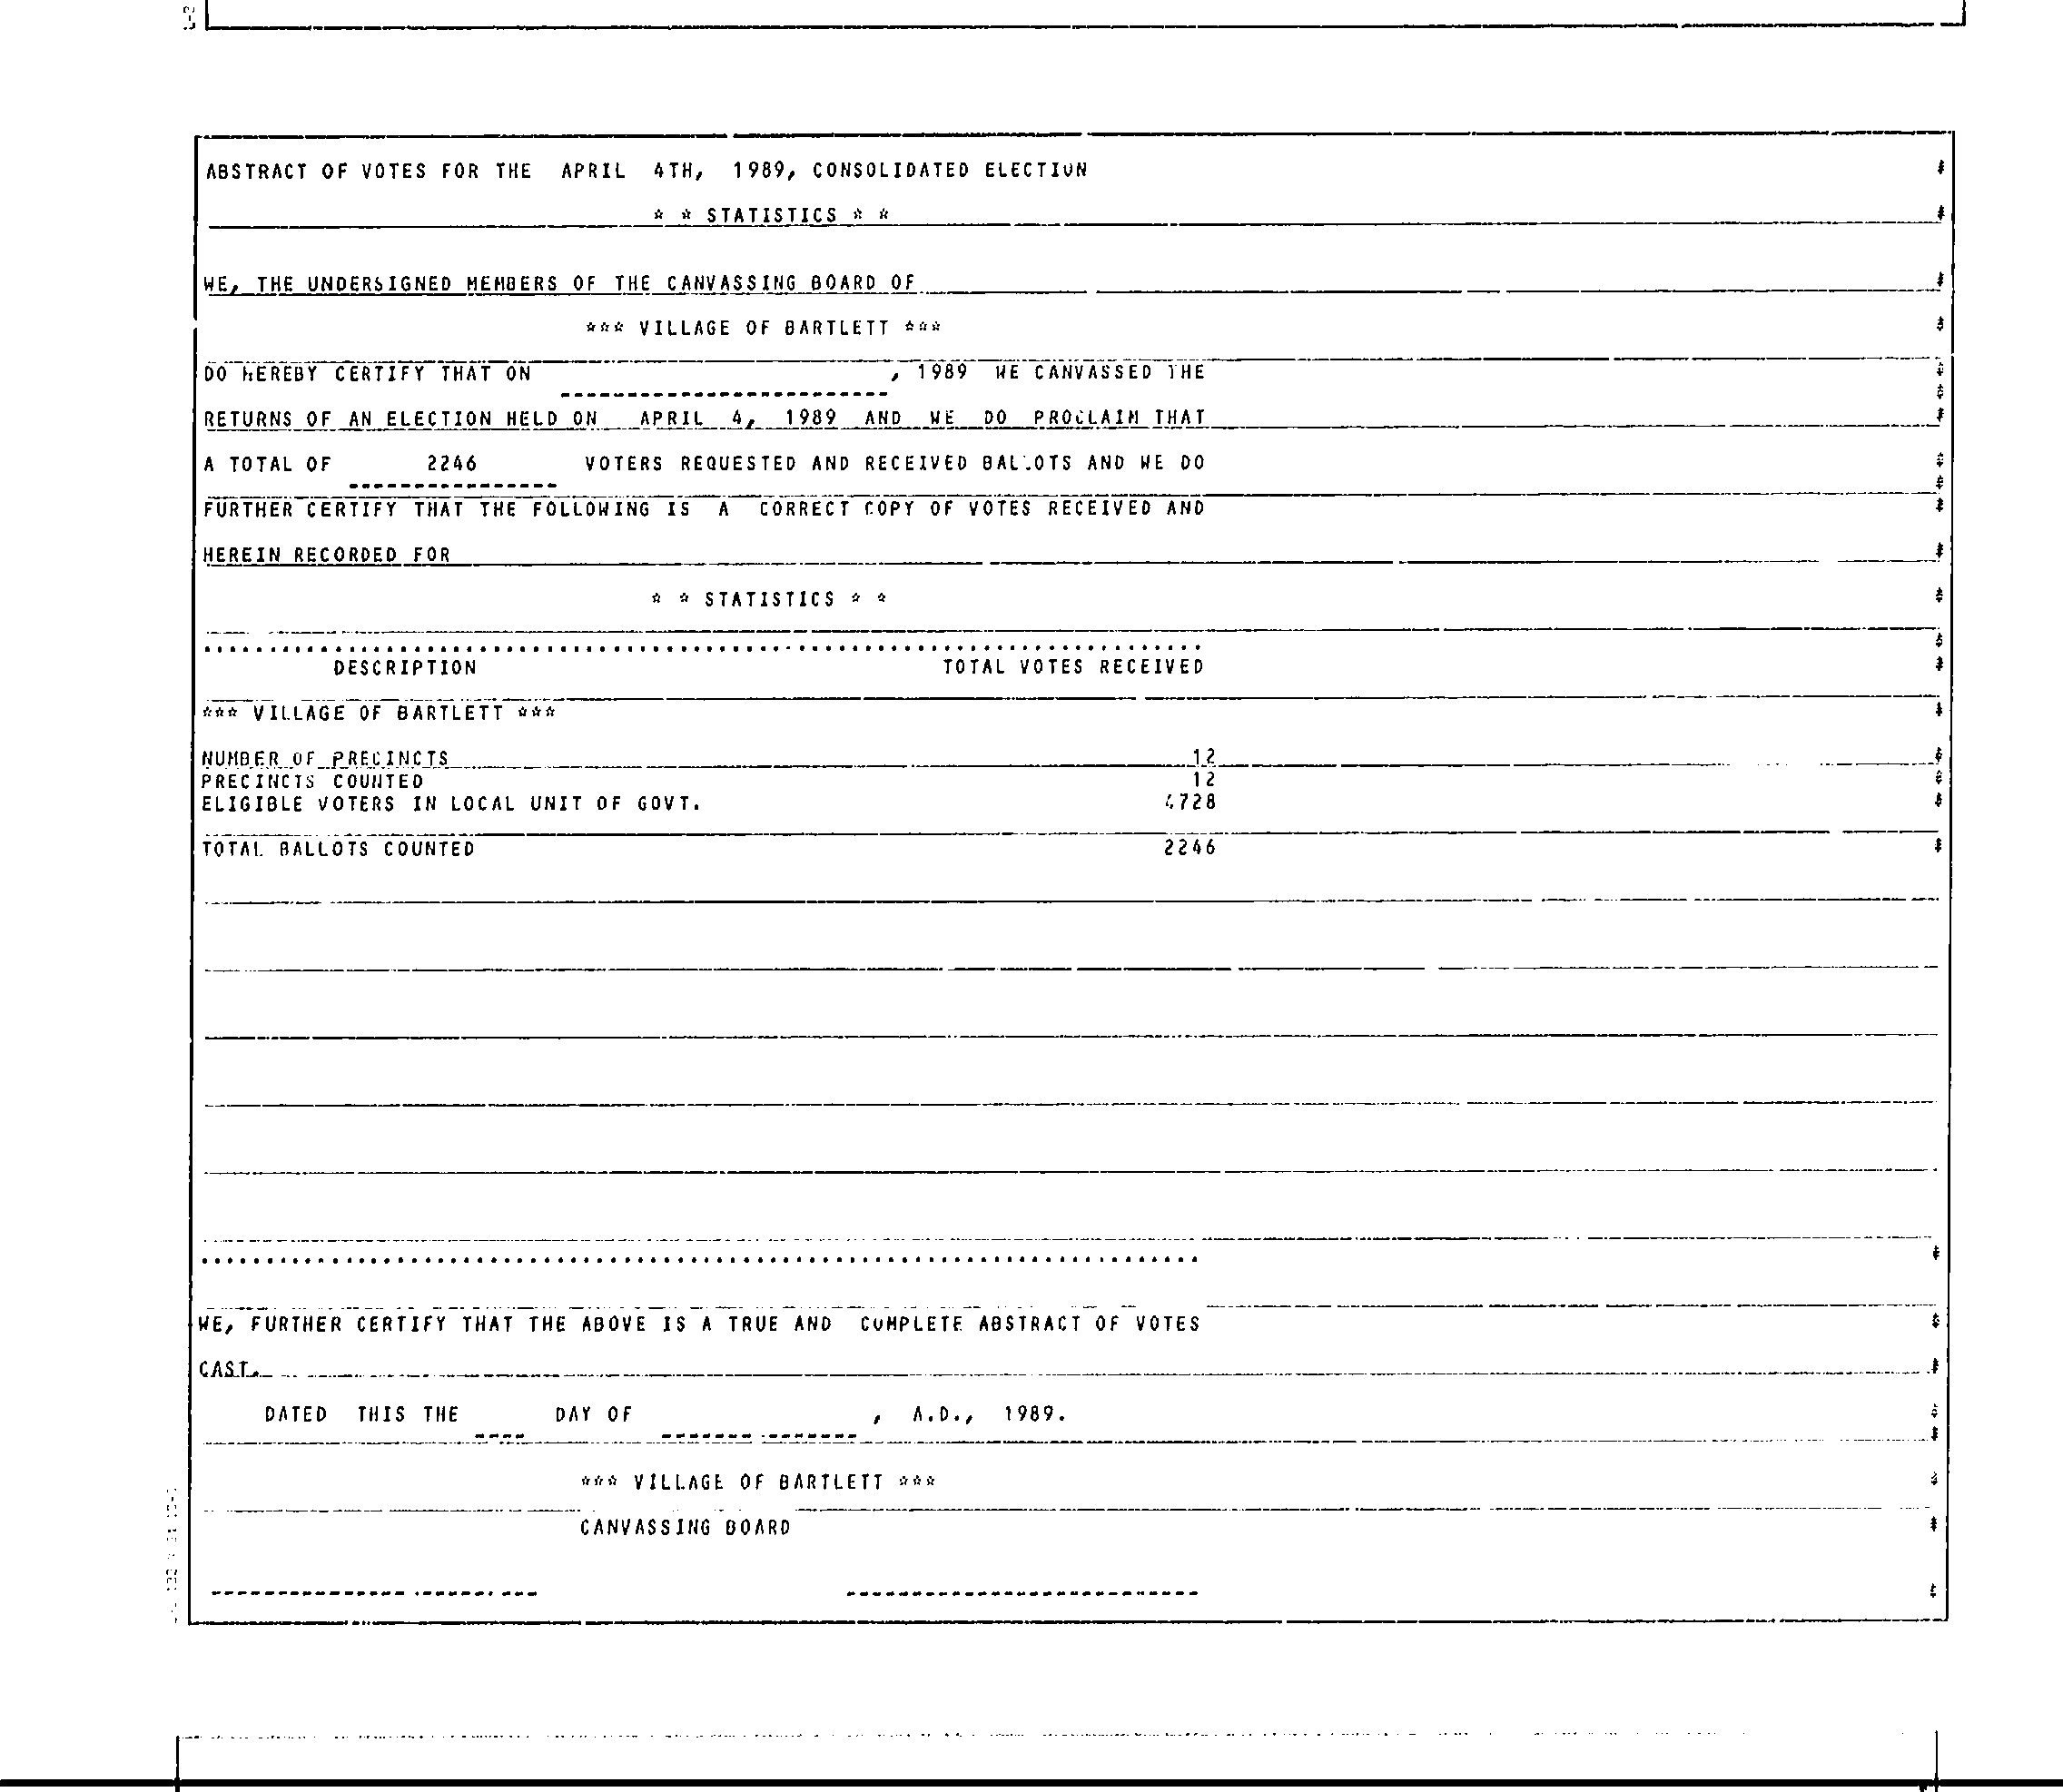 ABSTRACT OF VOTES FOR THE APRIL 4TH, 1989, CONSOLIDATED ELECTION
* * STATISTICS * *
WE, THE UNDERSIGNED MEMBERS OF THE CANVASSING BOARD OF
*** VILLAGE OF BARTLETT ***
DO HEREBY CERTIFY THAT ON , 1989 WE CANVASSED THE
RETURNS OF AN ELECTION HELD ON APRIL 4, 1989 AND WE DO PROCLAIM THAT
A TOTAL OF 2246 VOTERS REQUESTED AND RECEIVED BALLOTS AND WE DO
FURTHER CERTIFY THAT THE FOLLOWING IS A CORRECT COPY OF VOTES RECEIVED AND
HEREIN RECORDED FOR
* * STATISTICS * *
DESCRIPTION TOTAL VOTES RECEIVED
*** VILLAGE OF BARTLETT ***
NUMBER OF PRECINCTS 12
PRECINCTS COUNTED 12
ELIGIBLE VOTERS IN LOCAL UNIT OF GOVT. 4728
TOTAL BALLOTS COUNTED 2246
WE, FURTHER CERTIFY THAT THE ABOVE IS A TRUE AND COMPLETE ABSTRACT OF VOTES
CAST.
DATED THIS THE DAY OF , A.D., 1989.
*** VILLAGE OF BARTLETT ***
CANVASSING BOARD